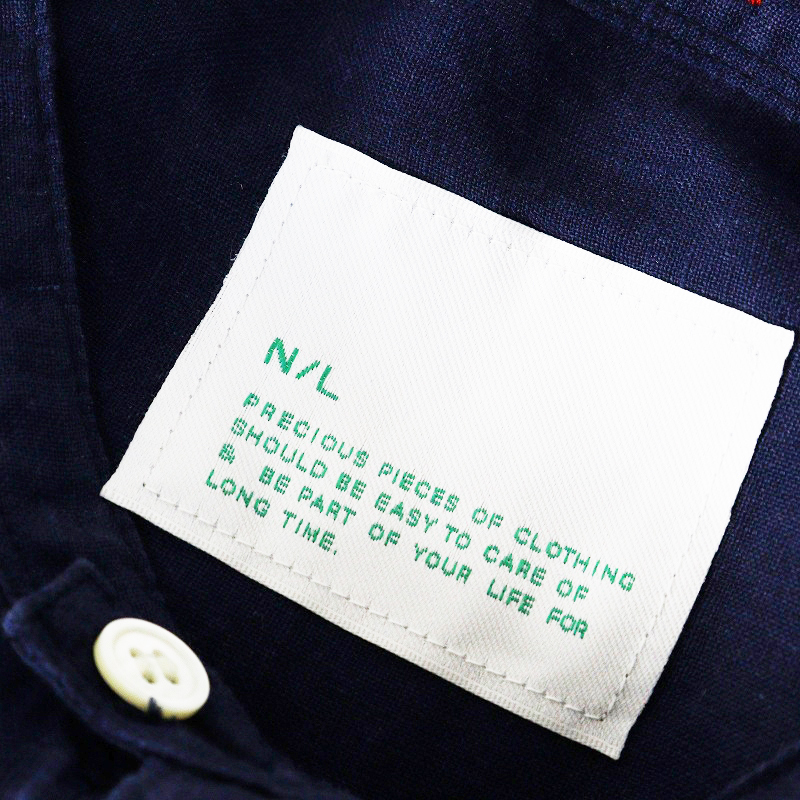 N/L
PRECIOUS PIECES OF CLOTHING
SHOULD BE EASY TO CARE OF
& BE PART OF YOUR LIFE FOR
LONG TIME.